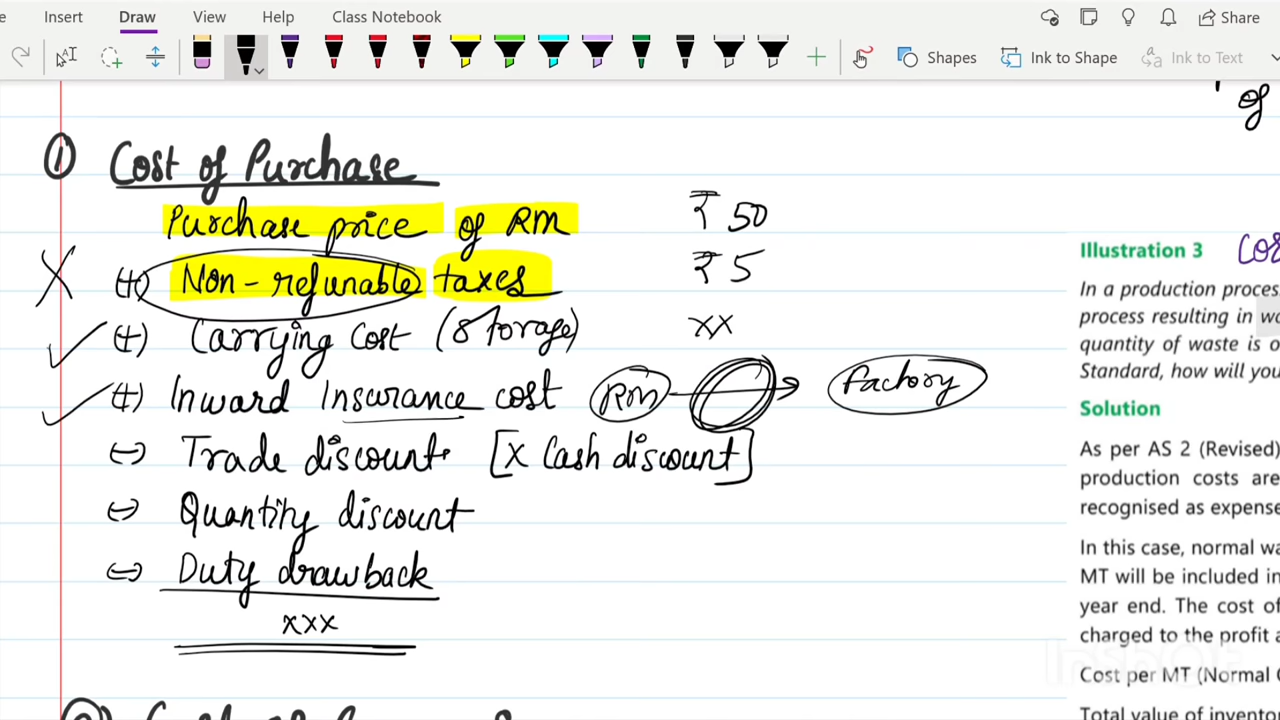 Insert Draw View Help Class Notebook Share
Shapes Ink to Shape Ink to Text
of
① Cost of Purchase
Purchase price of RM ₹ 50
X (+) Non-refunable taxes ₹ 5
(+) Carrying cost (Storage) xx
(+) Inward Insurance cost RM Factory
(-) Trade discount [x Cash discount]
(-) Quantity discount
(-) Duty drawback
xxx
Illustration 3
In a production proces
process resulting in wa
quantity of waste is o
Standard, how will you
Solution
As per AS 2 (Revised)
production costs are
recognised as expense
In this case, normal wa
MT will be included in
year end. The cost of
charged to the profit a
Cost per MT (Normal C
Total value of invento